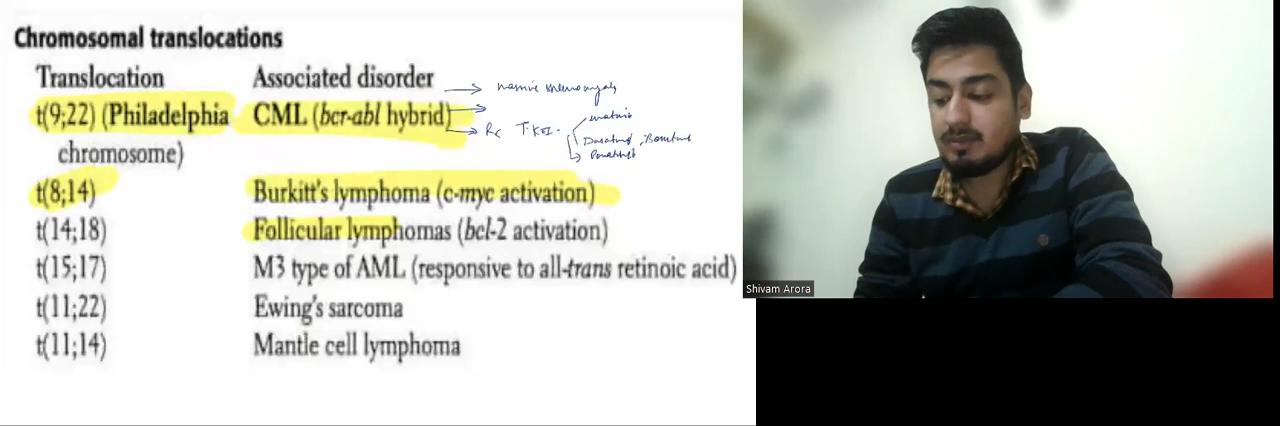 Chromosomal translocations
Translocation Associated disorder
t(9;22) (Philadelphia CML (bcr-abl hybrid)
chromosome)
t(8;14) Burkitt's lymphoma (c-myc activation)
t(14;18) Follicular lymphomas (bcl-2 activation)
t(15;17) M3 type of AML (responsive to all-trans retinoic acid)
t(11;22) Ewing's sarcoma
t(11;14) Mantle cell lymphoma
Rx
Shivam Arora